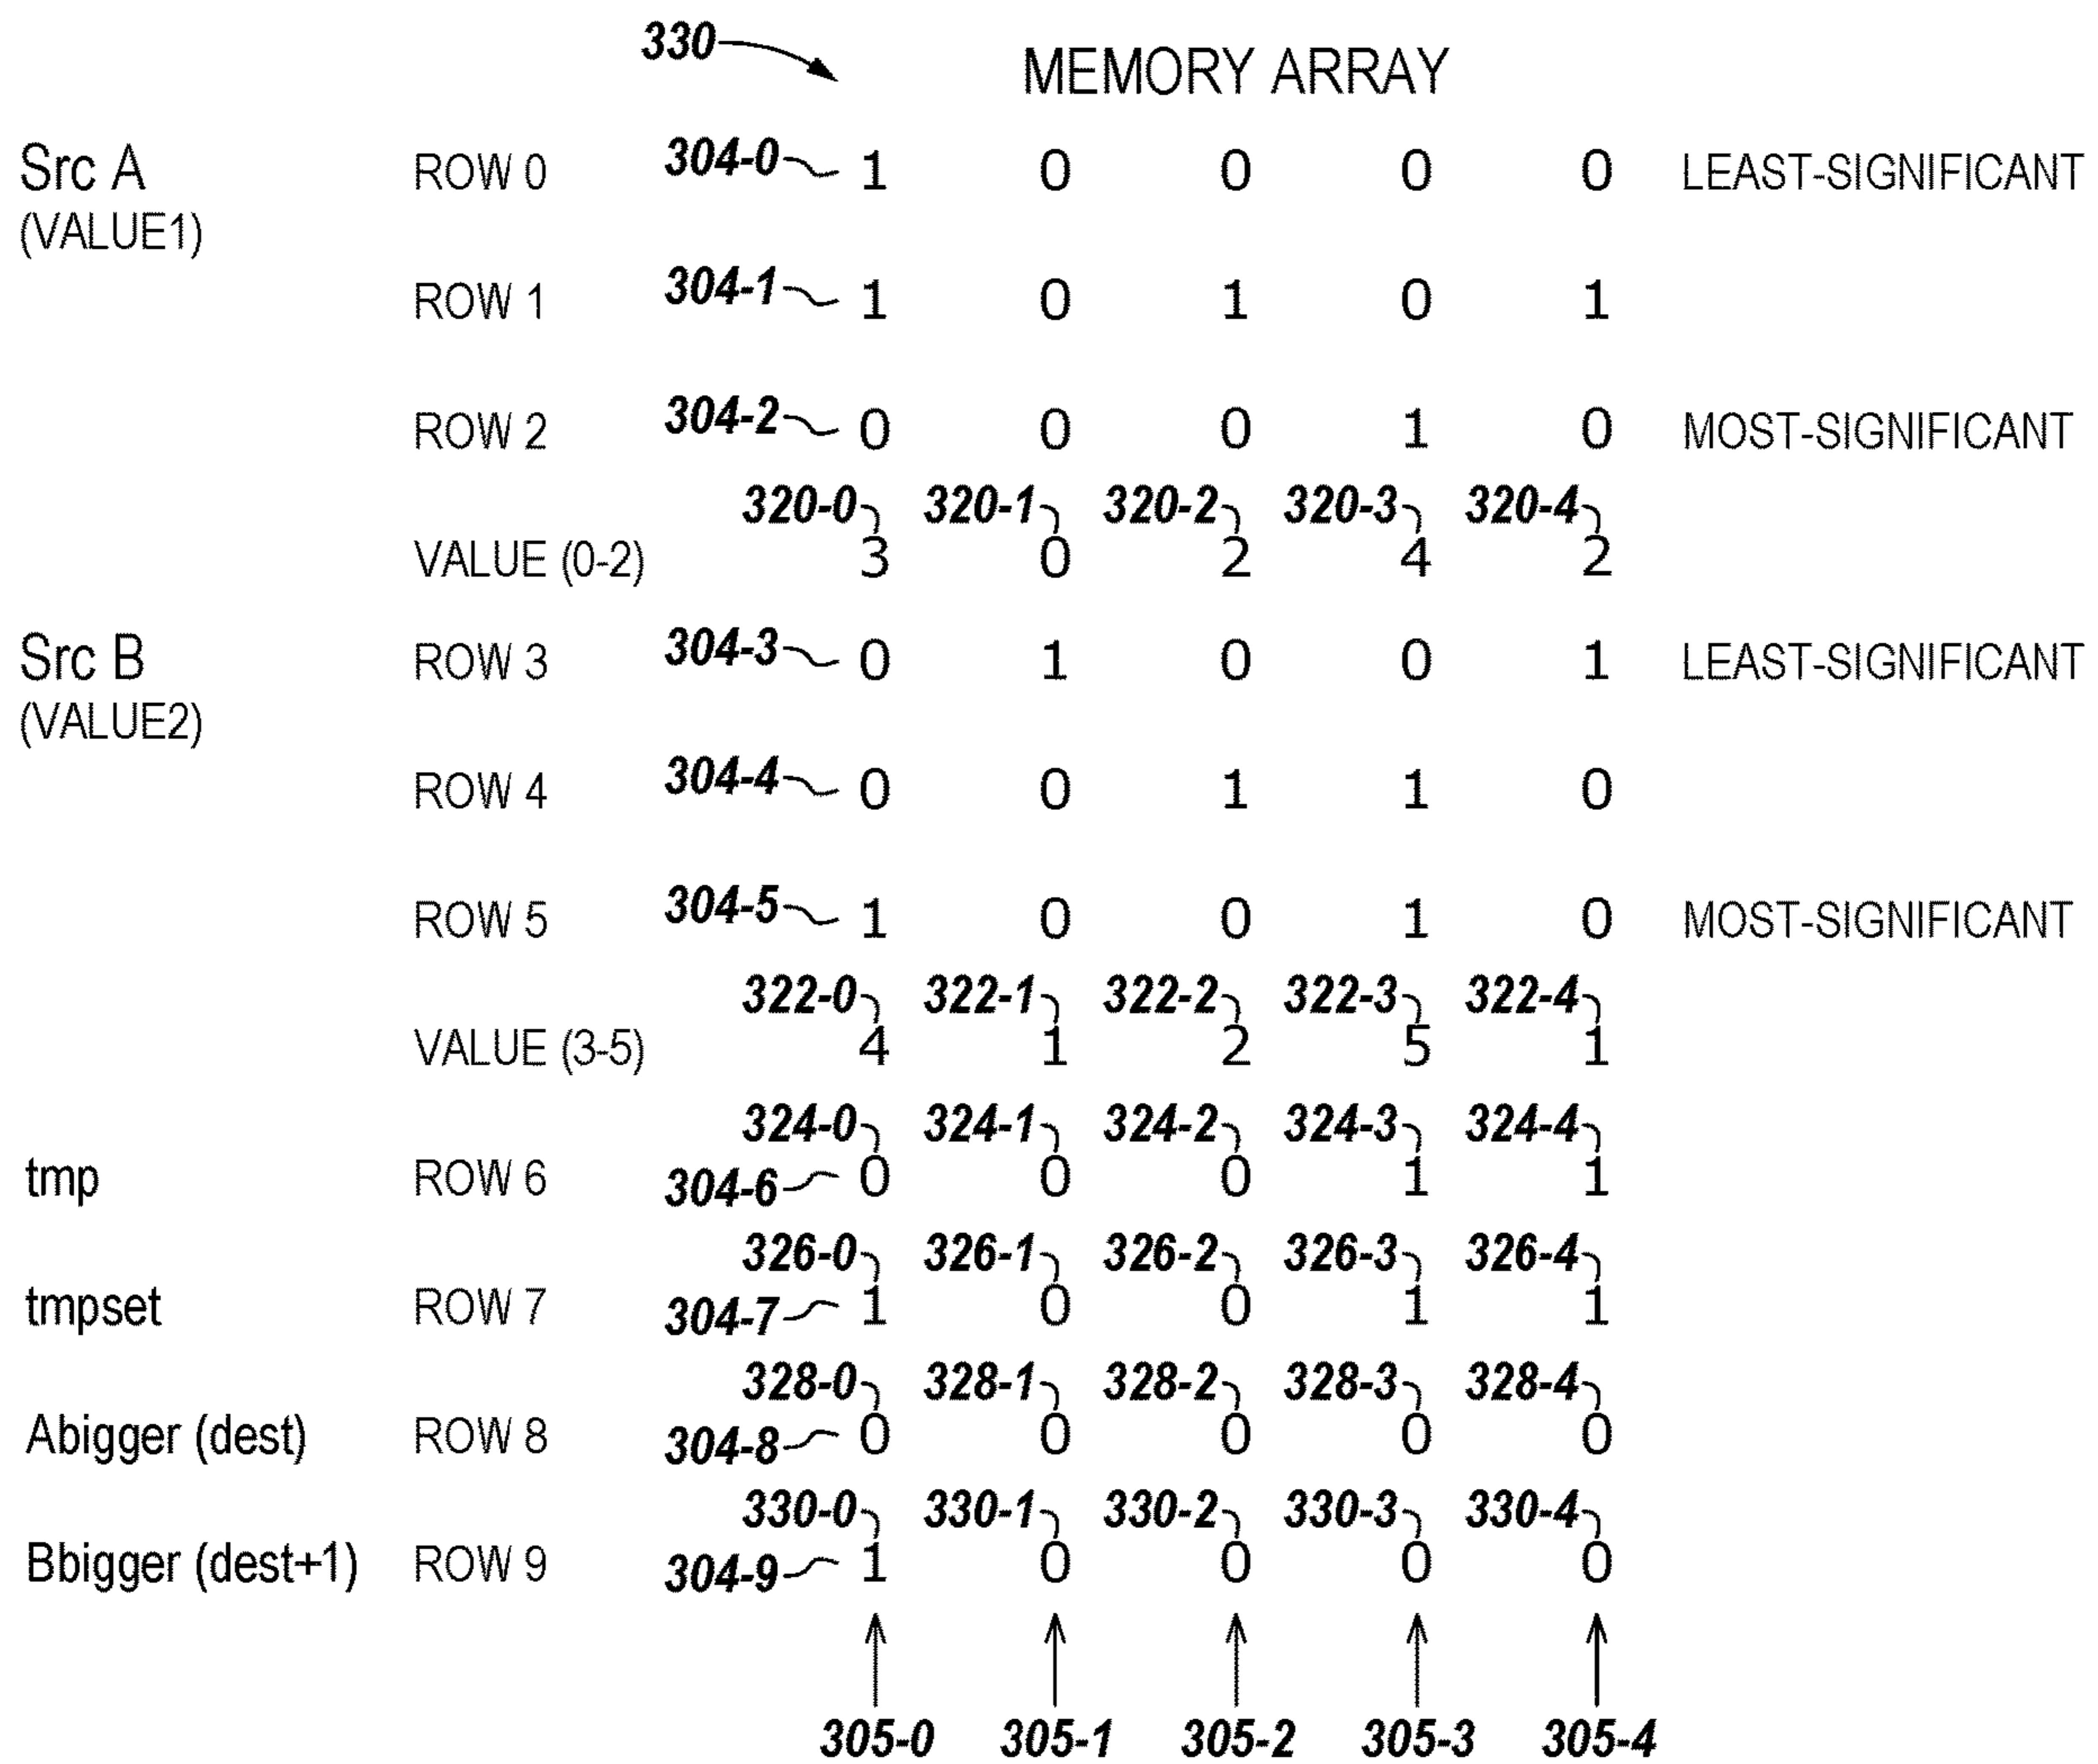 330 MEMORY ARRAY
Src A ROW 0 304-0 1 0 0 0 0 LEAST-SIGNIFICANT
(VALUE1)
ROW 1 304-1 1 0 1 0 1
ROW 2 304-2 0 0 0 1 0 MOST-SIGNIFICANT
320-0 320-1 320-2 320-3 320-4
VALUE (0-2) 3 0 2 4 2
Src B ROW 3 304-3 0 1 0 0 1 LEAST-SIGNIFICANT
(VALUE2)
ROW 4 304-4 0 0 1 1 0
ROW 5 304-5 1 0 0 1 0 MOST-SIGNIFICANT
322-0 322-1 322-2 322-3 322-4
VALUE (3-5) 4 1 2 5 1
324-0 324-1 324-2 324-3 324-4
tmp ROW 6 304-6 0 0 0 1 1
326-0 326-1 326-2 326-3 326-4
tmpset ROW 7 304-7 1 0 0 1 1
328-0 328-1 328-2 328-3 328-4
Abigger (dest) ROW 8 304-8 0 0 0 0 0
330-0 330-1 330-2 330-3 330-4
Bbigger (dest+1) ROW 9 304-9 1 0 0 0 0
305-0 305-1 305-2 305-3 305-4